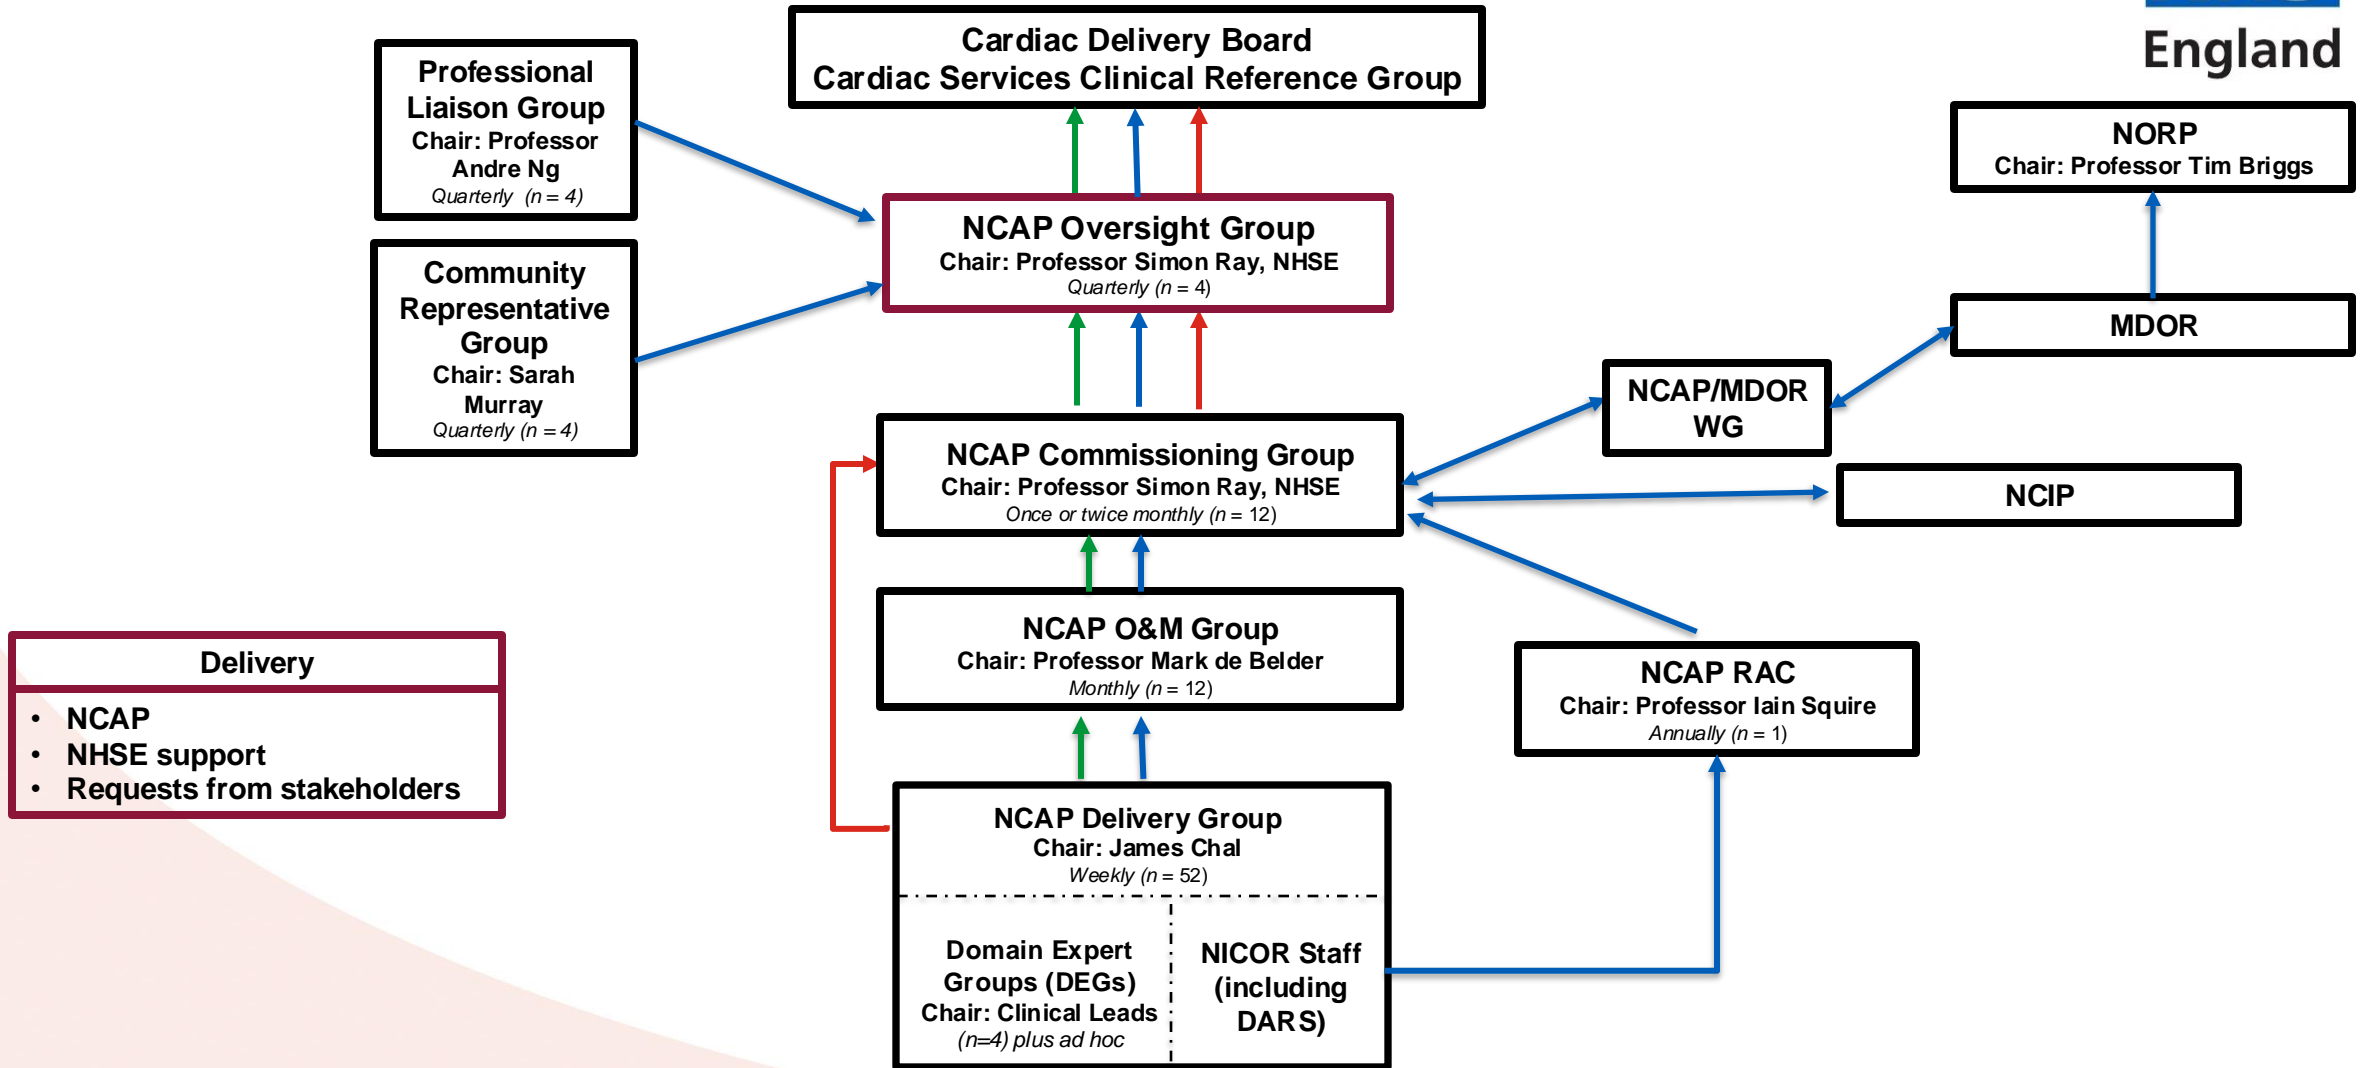 Cardiac Delivery Board
Cardiac Services Clinical Reference Group
England
Professional
Liaison Group
Chair: Professor
Andre Ng
Quarterly (n = 4)
NORP
Chair: Professor Tim Briggs
NCAP Oversight Group
Chair: Professor Simon Ray, NHSE
Quarterly (n = 4)
Community
Representative
Group
Chair: Sarah
Murray
Quarterly (n = 4)
MDOR
NCAP/MDOR
WG
NCAP Commissioning Group
Chair: Professor Simon Ray, NHSE
Once or twice monthly (n = 12)
NCIP
NCAP O&M Group
Chair: Professor Mark de Belder
Monthly (n = 12)
NCAP RAC
Chair: Professor Iain Squire
Annually (n = 1)
Delivery
• NCAP
• NHSE support
• Requests from stakeholders
NCAP Delivery Group
Chair: James Chal
Weekly (n = 52)
Domain Expert
Groups (DEGs)
Chair: Clinical Leads
(n=4) plus ad hoc
NICOR Staff
(including
DARS)